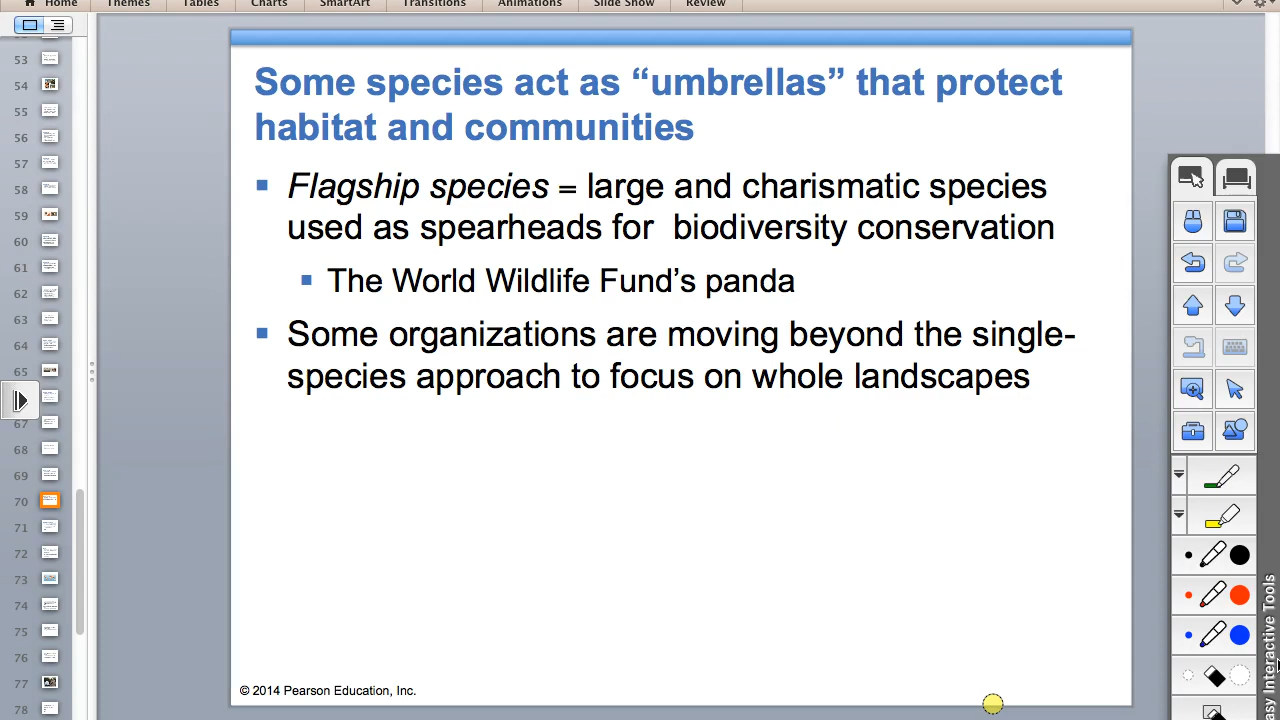 Home Themes Tables Charts SmartArt Transitions Animations Slide Show Review
53
54
55
56
57
58
59
60
61
62
63
64
65
67
68
69
70
71
72
73
74
75
76
77
78
Some species act as “umbrellas” that protect
habitat and communities
Flagship species = large and charismatic species
used as spearheads for biodiversity conservation
The World Wildlife Fund’s panda
Some organizations are moving beyond the single-
species approach to focus on whole landscapes
© 2014 Pearson Education, Inc.
Interactive Tools